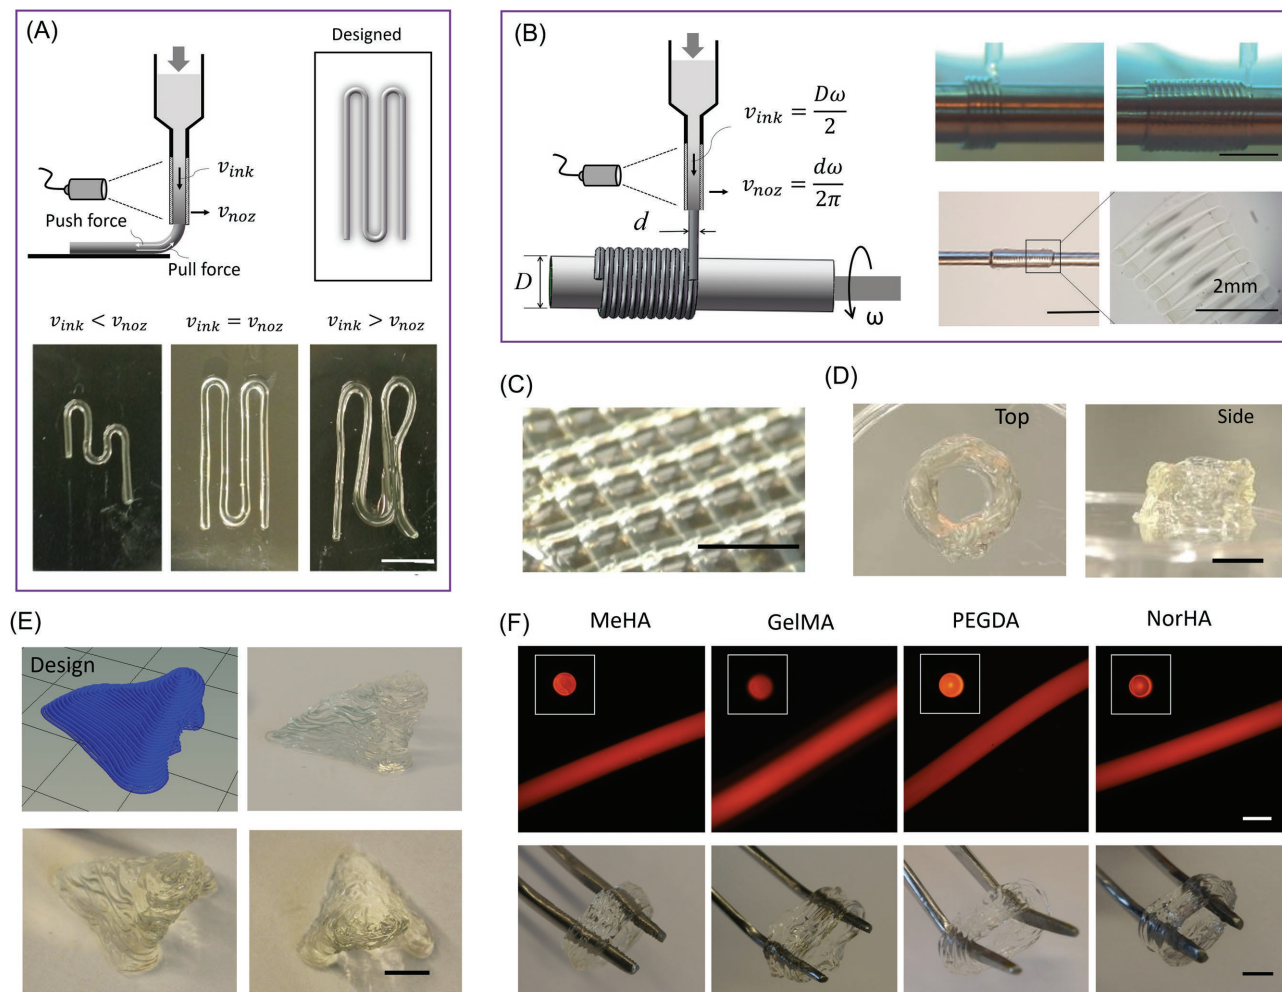 (A)
Designed
v_ink
v_noz
Push force
Pull force
v_ink < v_noz
v_ink = v_noz
v_ink > v_noz
(B)
v_ink = Dω/2
v_noz = dω/2π
d
D
ω
2mm
(C)
(D)
Top
Side
(E)
Design
(F)
MeHA
GelMA
PEGDA
NorHA